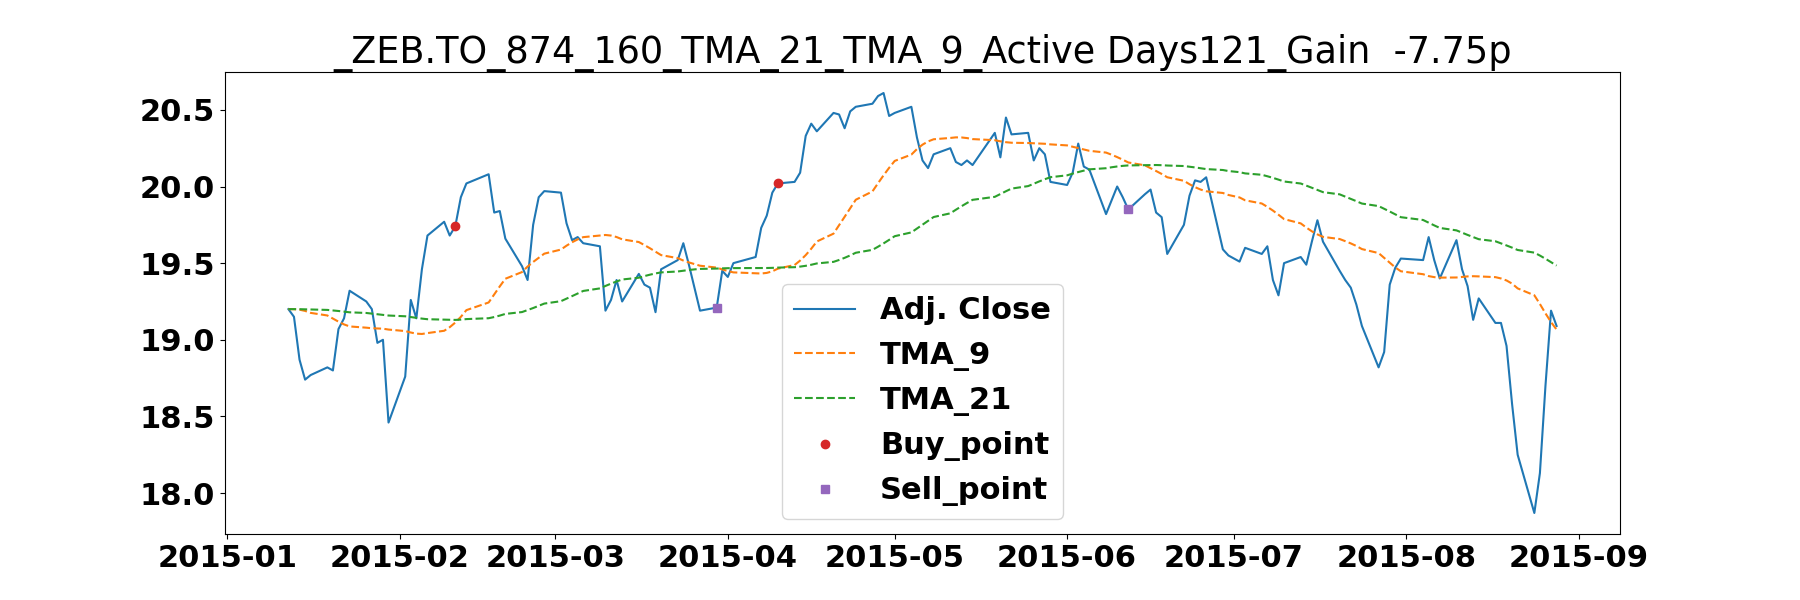 _ZEB.TO_874_160_TMA_21_TMA_9_Active Days121_Gain  -7.75p
20.5
20.0
19.5
19.0
18.5
18.0
Adj. Close
TMA_9
TMA_21
Buy_point
Sell_point
2015-01 2015-02 2015-03 2015-04 2015-05 2015-06 2015-07 2015-08 2015-09